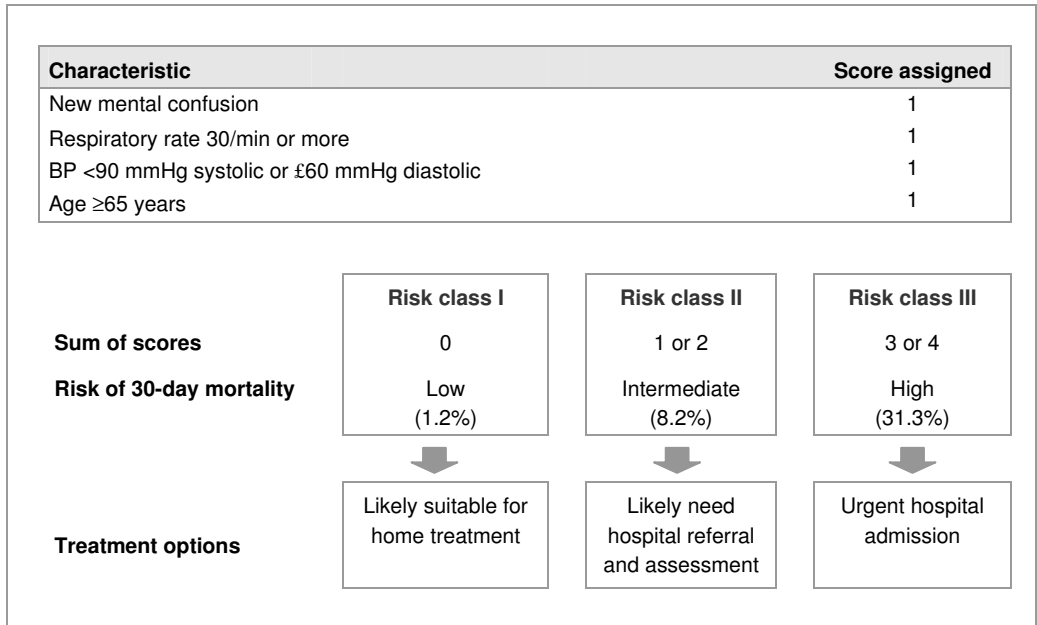 Characteristic Score assigned
New mental confusion 1
Respiratory rate 30/min or more 1
BP <90 mmHg systolic or £60 mmHg diastolic 1
Age ≥65 years 1
Risk class I Risk class II Risk class III
Sum of scores 0 1 or 2 3 or 4
Risk of 30-day mortality Low Intermediate High
(1.2%) (8.2%) (31.3%)
Likely suitable for Likely need Urgent hospital
home treatment hospital referral admission
Treatment options
and assessment